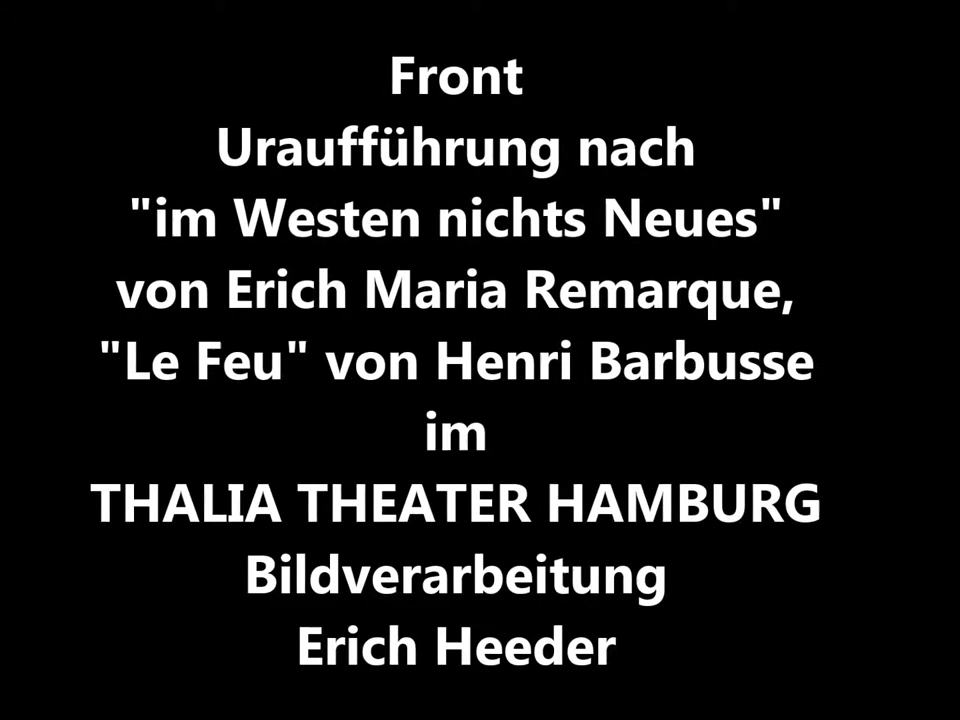 Front
Uraufführung nach
"im Westen nichts Neues"
von Erich Maria Remarque,
"Le Feu" von Henri Barbusse
im
THALIA THEATER HAMBURG
Bildverarbeitung
Erich Heeder